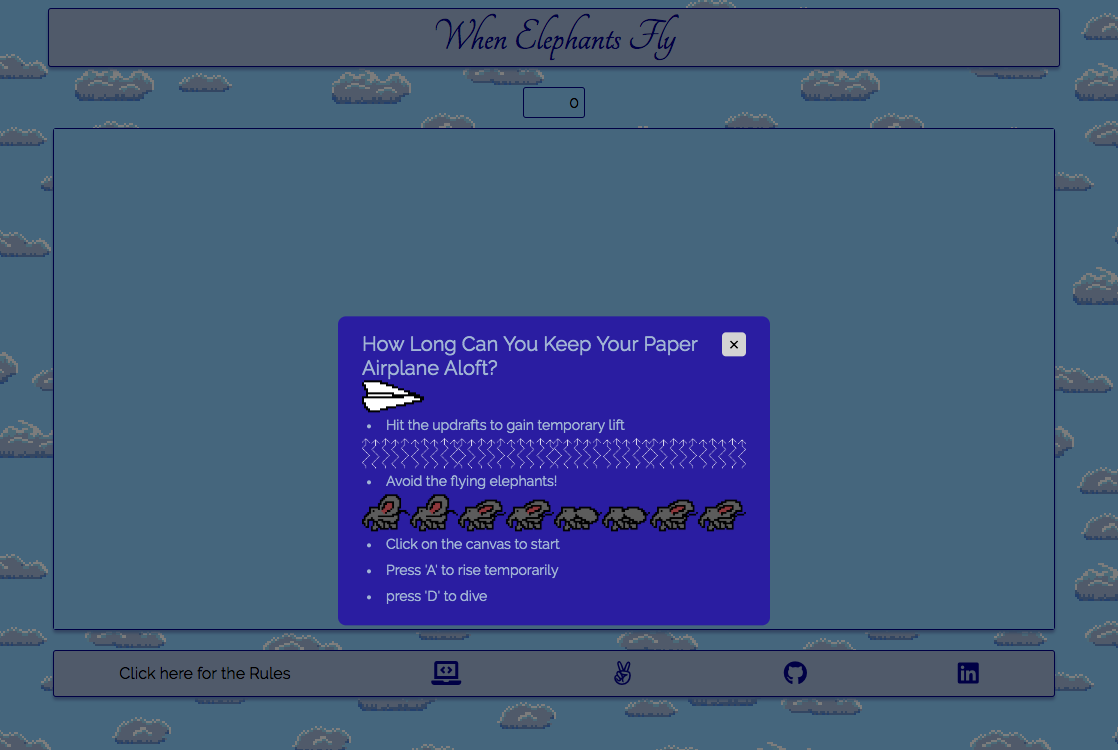 When Elephants Fly
0
How Long Can You Keep Your Paper
Airplane Aloft?
×
• Hit the updrafts to gain temporary lift
• Avoid the flying elephants!
• Click on the canvas to start
• Press 'A' to rise temporarily
• press 'D' to dive
Click here for the Rules
in